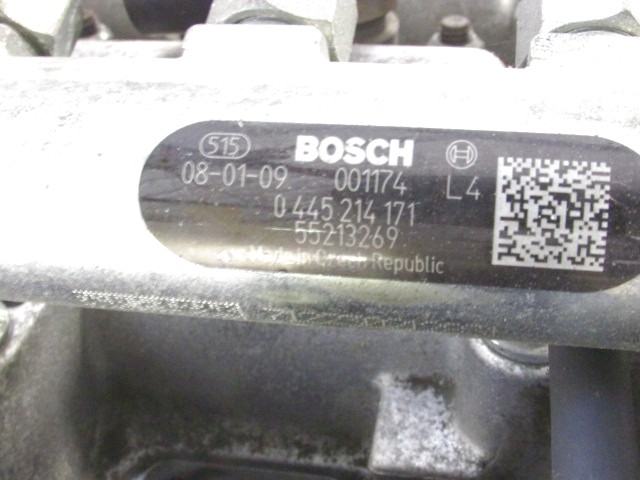 515 BOSCH
08-01-09 001174 L4
0 445 214 171
55213269
Made in Czech Republic